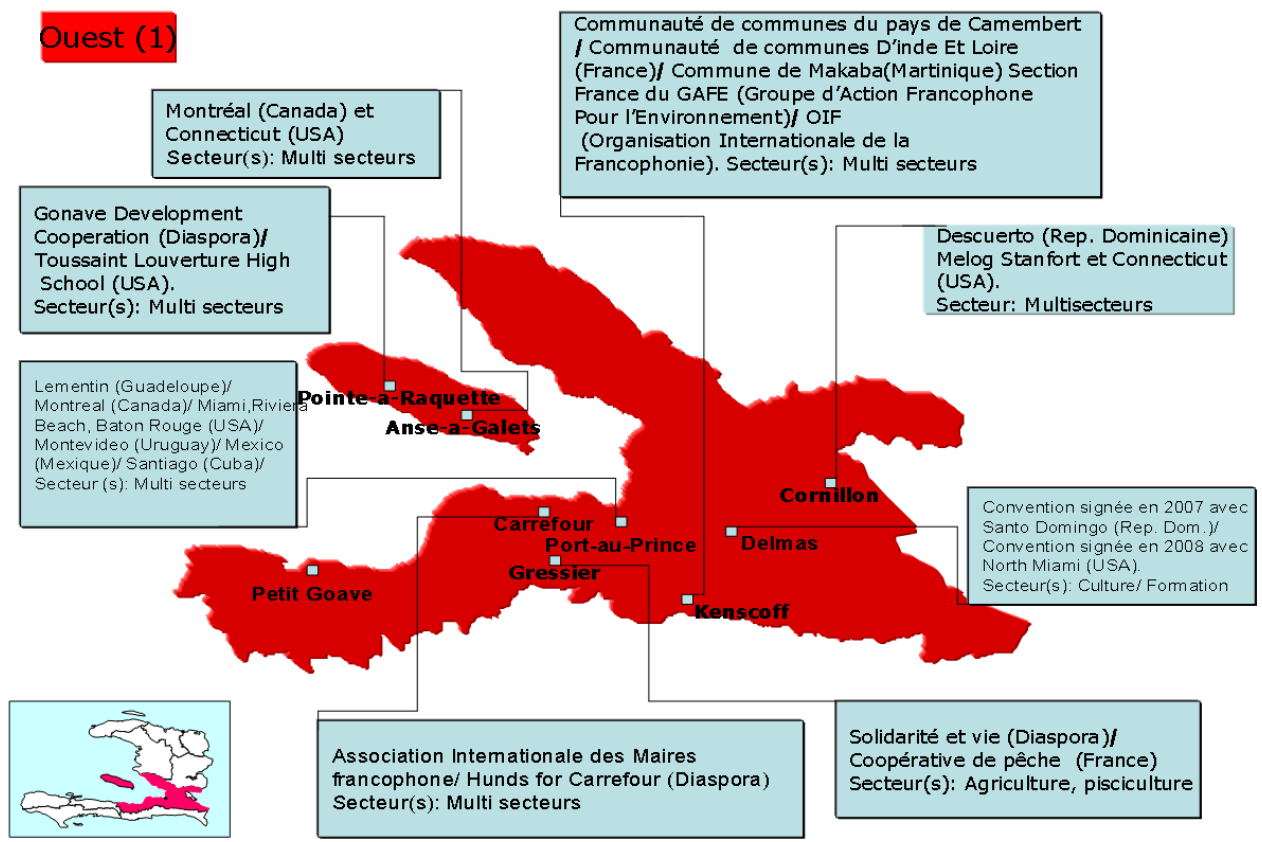 Ouest (1)
Communauté de communes du pays de Camembert
/ Communauté de communes D'inde Et Loire
(France)/ Commune de Makaba(Martinique) Section
France du GAFE (Groupe d'Action Francophone
Pour l'Environnement)/ OIF
(Organisation Internationale de la
Francophonie). Secteur(s): Multi secteurs
Montréal (Canada) et
Connecticut (USA)
Secteur(s): Multi secteurs
Gonave Development
Cooperation (Diaspora)/
Toussaint Louverture High
School (USA).
Secteur(s): Multi secteurs
Descuerto (Rep. Dominicaine)
Melog Stanfort et Connecticut
(USA).
Secteur: Multisecteurs
Lementin (Guadeloupe)/
Montreal (Canada)/ Miami,Riviera
Beach, Baton Rouge (USA)/
Montevideo (Uruguay)/ Mexico
(Mexique)/ Santiago (Cuba)/
Secteur (s): Multi secteurs
Pointe-a-Raquette
Anse-a-Galets
Cornillon
Carrefour
Port-au-Prince
Delmas
Gressier
Petit Goave
Kenscoff
Convention signée en 2007 avec
Santo Domingo (Rep. Dom.)/
Convention signée en 2008 avec
North Miami (USA).
Secteur(s): Culture/ Formation
Association Internationale des Maires
francophone/ Hunds for Carrefour (Diaspora)
Secteur(s): Multi secteurs
Solidarité et vie (Diaspora)/
Coopérative de pêche (France)
Secteur(s): Agriculture, pisciculture